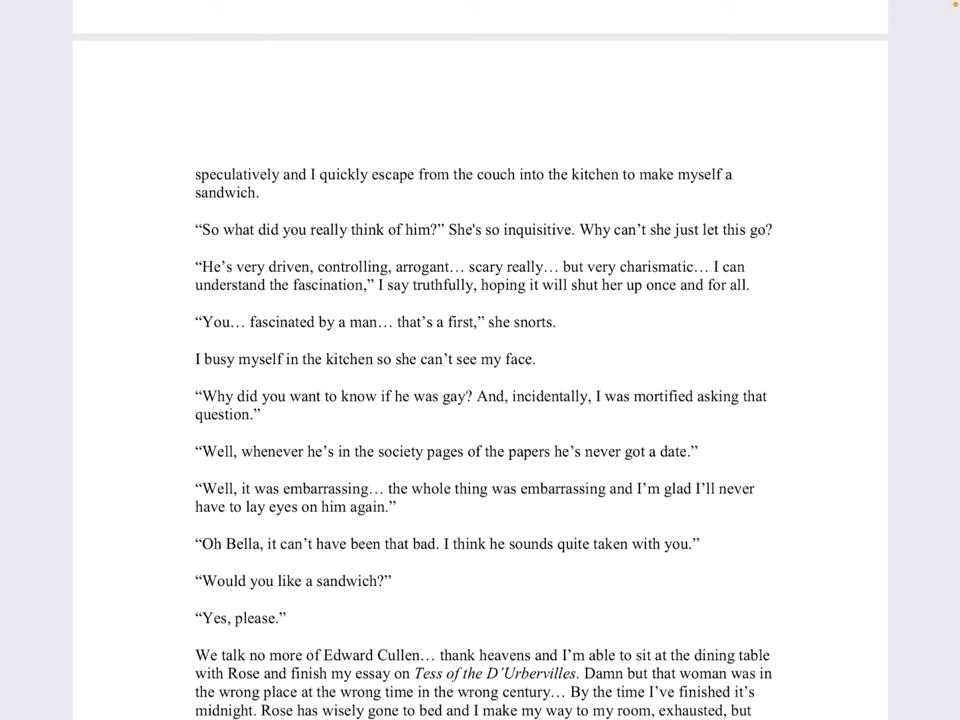 speculatively and I quickly escape from the couch into the kitchen to make myself a
sandwich.
“So what did you really think of him?” She's so inquisitive. Why can’t she just let this go?
“He’s very driven, controlling, arrogant… scary really… but very charismatic… I can
understand the fascination,” I say truthfully, hoping it will shut her up once and for all.
“You… fascinated by a man… that’s a first,” she snorts.
I busy myself in the kitchen so she can’t see my face.
“Why did you want to know if he was gay? And, incidentally, I was mortified asking that
question.”
“Well, whenever he’s in the society pages of the papers he’s never got a date.”
“Well, it was embarrassing… the whole thing was embarrassing and I’m glad I’ll never
have to lay eyes on him again.”
“Oh Bella, it can’t have been that bad. I think he sounds quite taken with you.”
“Would you like a sandwich?”
“Yes, please.”
We talk no more of Edward Cullen… thank heavens and I’m able to sit at the dining table
with Rose and finish my essay on Tess of the D’Urbervilles. Damn but that woman was in
the wrong place at the wrong time in the wrong century… By the time I’ve finished it’s
midnight. Rose has wisely gone to bed and I make my way to my room, exhausted, but